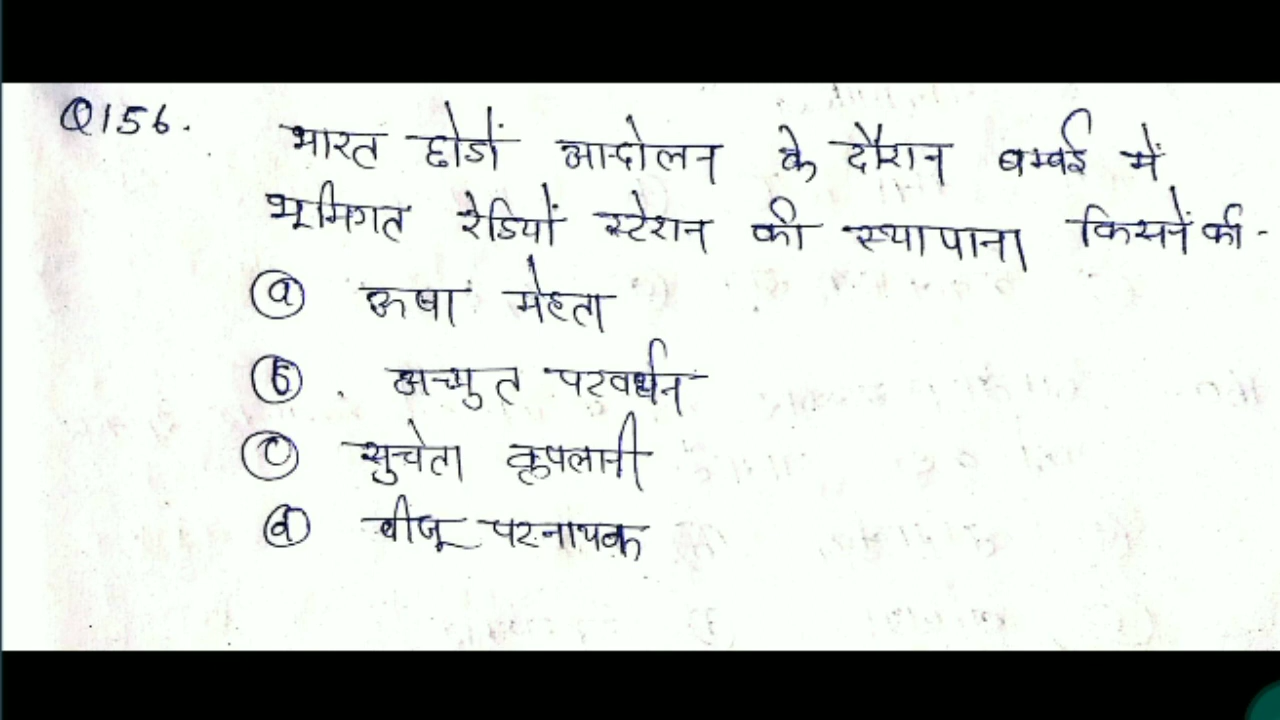 Q156. भारत छोडों आन्दोलन के दौरान बम्बई में
भूमिगत रेडियों स्टेशन की स्थापाना किसनें की -
(a) ऊषा मेहता
(b) . अच्युत पटवर्धन
(c) सुचेता कृपलानी
(d) बीजू पटनायक